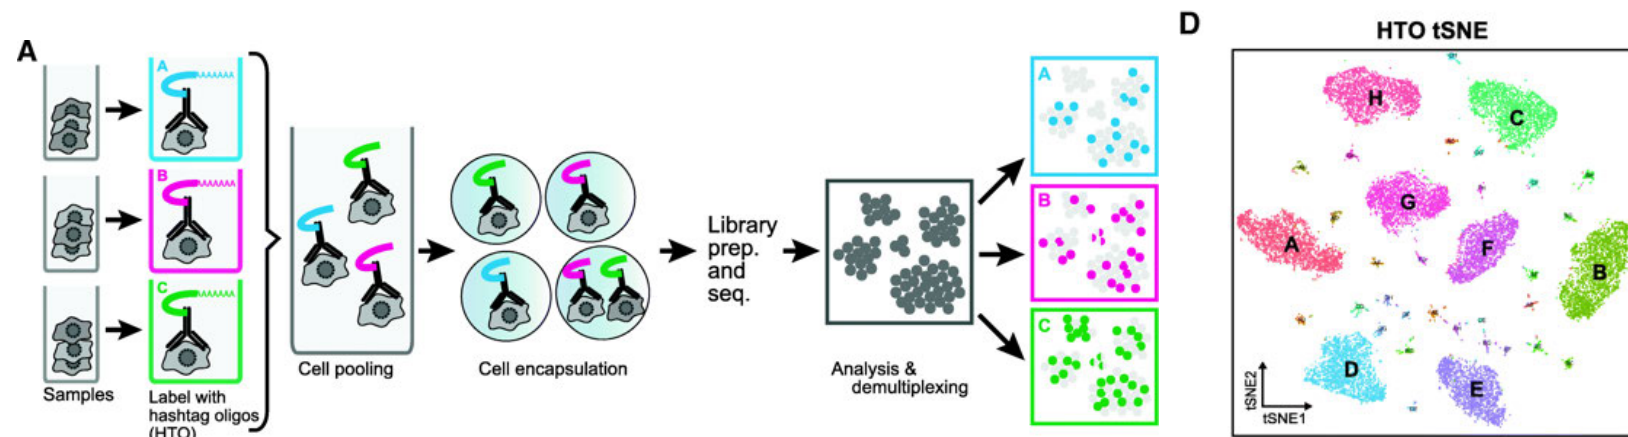 A
Samples
A
B
C
Label with
hashtag oligos
(HTO)
Cell pooling
Cell encapsulation
Library
prep.
and
seq.
Analysis &
demultiplexing
A
B
C
D
HTO tSNE
H
C
G
A
F
B
D
E
tSNE2
tSNE1